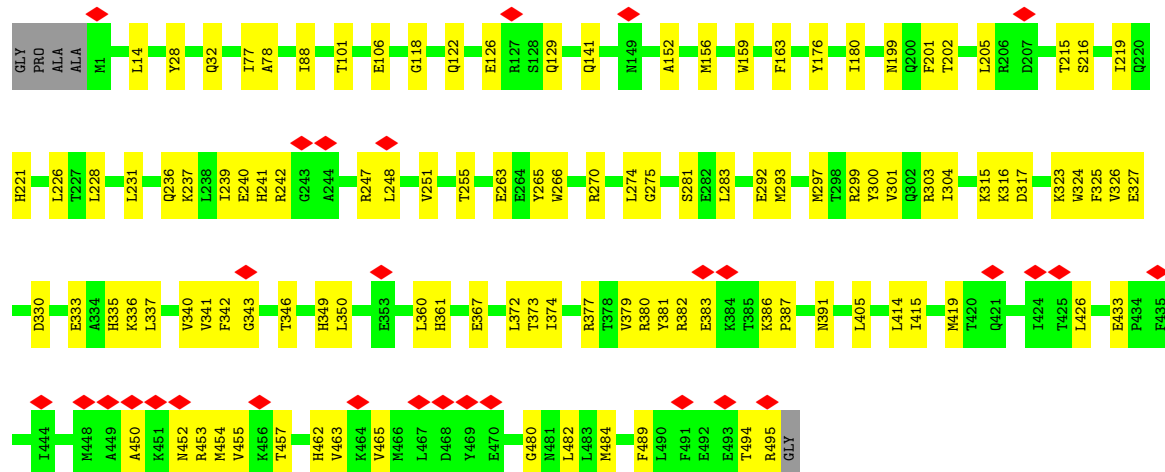 GLY PRO ALA ALA M1 L14 Y28 Q32 I77 A78 I88 T101 E106 G118 Q122 E126 R127 S128 Q129 Q141 N149 A152 M156 W159 F163 Y176 I180 N199 Q200 F201 T202 L205 R206 D207 T215 S216 I219 Q220
H221 L226 T227 L228 L231 Q236 K237 L238 I239 E240 H241 R242 G243 A244 R247 L248 V251 T255 E263 E264 Y265 W266 R270 L274 G275 S281 E282 L283 E292 M293 M297 T298 R299 Y300 V301 Q302 R303 I304 K315 K316 D317 K323 W324 F325 V326 E327
D330 E333 A334 H335 K336 L337 V340 V341 F342 G343 T346 H349 L350 E353 L360 H361 E367 L372 T373 I374 R377 T378 V379 R380 Y381 R382 E383 K384 T385 K386 P387 N391 L405 L414 I415 M419 T420 Q421 I424 T425 L426 E433 P434 F435
I444 M448 A449 A450 K451 N452 R453 M454 V455 K456 T457 H462 V463 K464 V465 M466 L467 D468 Y469 E470 G480 N481 L482 L483 M484 F489 L490 F491 E492 E493 T494 R495 GLY